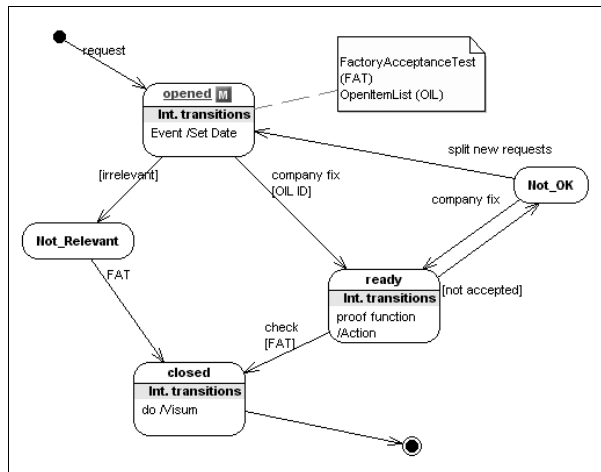 request
opened M
Int. transitions
Event /Set Date
FactoryAcceptanceTest
(FAT)
OpenItemList (OIL)
split new requests
[irrelevant]
company fix
[OIL ID]
Not_OK
company fix
Not_Relevant
FAT
ready
Int. transitions
proof function
/Action
[not accepted]
check
[FAT]
closed
Int. transitions
do /Visum